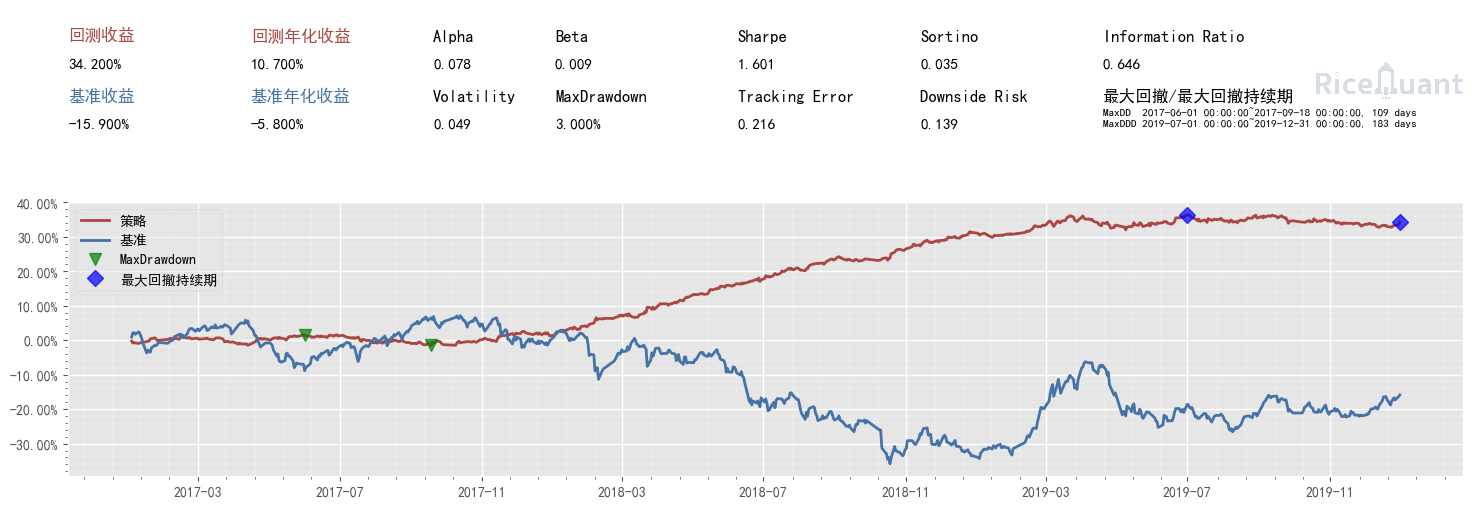 回测收益 回测年化收益 Alpha Beta Sharpe Sortino Information Ratio
34.200% 10.700% 0.078 0.009 1.601 0.035 0.646
RiceQuant
基准收益 基准年化收益 Volatility MaxDrawdown Tracking Error Downside Risk 最大回撤/最大回撤持续期
-15.900% -5.800% 0.049 3.000% 0.216 0.139
MaxDD 2017-06-01 00:00:00~2017-09-18 00:00:00, 109 days
MaxDDD 2019-07-01 00:00:00~2019-12-31 00:00:00, 183 days
40.00%
30.00%
20.00%
10.00%
0.00%
-10.00%
-20.00%
-30.00%
策略
基准
MaxDrawdown
最大回撤持续期
2017-03 2017-07 2017-11 2018-03 2018-07 2018-11 2019-03 2019-07 2019-11